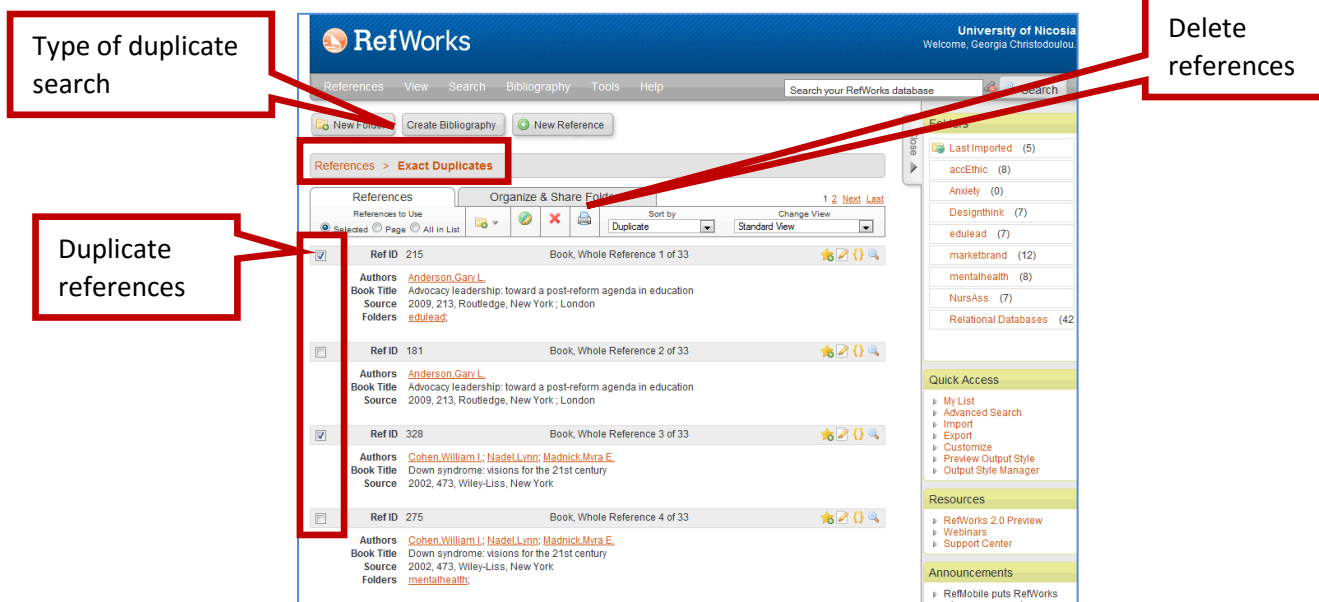 Type of duplicate
search
Delete
references
Duplicate
references
RefWorks
University of Nicosia
Welcome, Georgia Christodoulou.
References View Search Bibliography Tools Help
Search your RefWorks database
Search
New Folder Create Bibliography New Reference
References > Exact Duplicates
References Organize & Share Folders
1 2 Next Last
References to Use
Selected Page All in List
Sort by
Duplicate
Change View
Standard View
Ref ID 215 Book, Whole Reference 1 of 33
Authors Anderson,Gary L.
Book Title Advocacy leadership: toward a post-reform agenda in education
Source 2009, 213, Routledge, New York ; London
Folders edulead;
Ref ID 181 Book, Whole Reference 2 of 33
Authors Anderson,Gary L.
Book Title Advocacy leadership: toward a post-reform agenda in education
Source 2009, 213, Routledge, New York ; London
Ref ID 328 Book, Whole Reference 3 of 33
Authors Cohen,William I.; Nadel,Lynn; Madnick,Myra E.
Book Title Down syndrome: visions for the 21st century
Source 2002, 473, Wiley-Liss, New York
Ref ID 275 Book, Whole Reference 4 of 33
Authors Cohen,William I.; Nadel,Lynn; Madnick,Myra E.
Book Title Down syndrome: visions for the 21st century
Source 2002, 473, Wiley-Liss, New York
Folders mentalhealth;
Close
Folders
Last Imported (5)
accEthic (8)
Anxiety (0)
Designthink (7)
edulead (7)
marketbrand (12)
mentalhealth (8)
NursAss (7)
Relational Databases (42
Quick Access
My List
Advanced Search
Import
Export
Customize
Preview Output Style
Output Style Manager
Resources
RefWorks 2.0 Preview
Webinars
Support Center
Announcements
RefMobile puts RefWorks